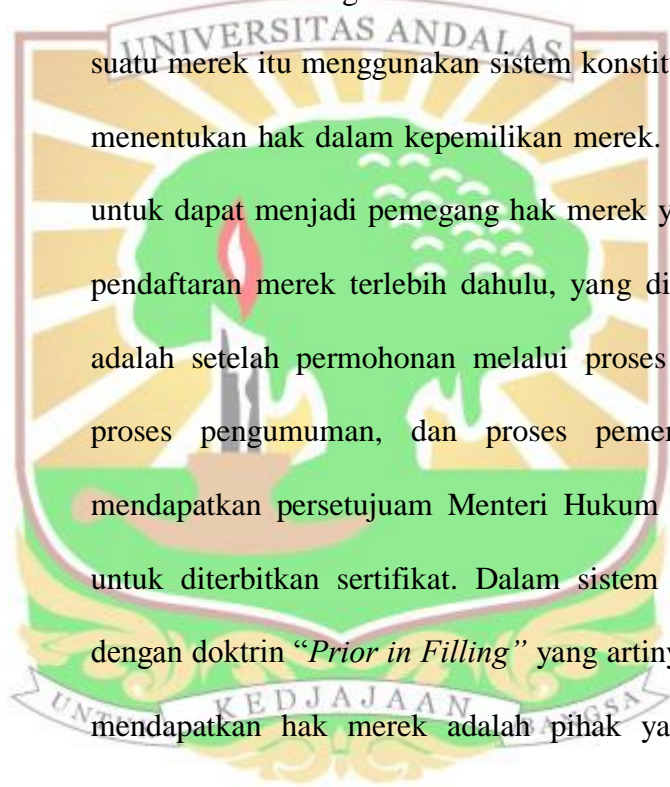 UNIVERSITAS ANDALAS
suatu merek itu menggunakan sistem konstit
menentukan hak dalam kepemilikan merek.
untuk dapat menjadi pemegang hak merek y
pendaftaran merek terlebih dahulu, yang di
adalah setelah permohonan melalui proses
proses pengumuman, dan proses pemer
mendapatkan persetujuam Menteri Hukum
untuk diterbitkan sertifikat. Dalam sistem
dengan doktrin “Prior in Filling” yang artiny
UNTUK KEDJAJAAN BANGSA
mendapatkan hak merek adalah pihak ya